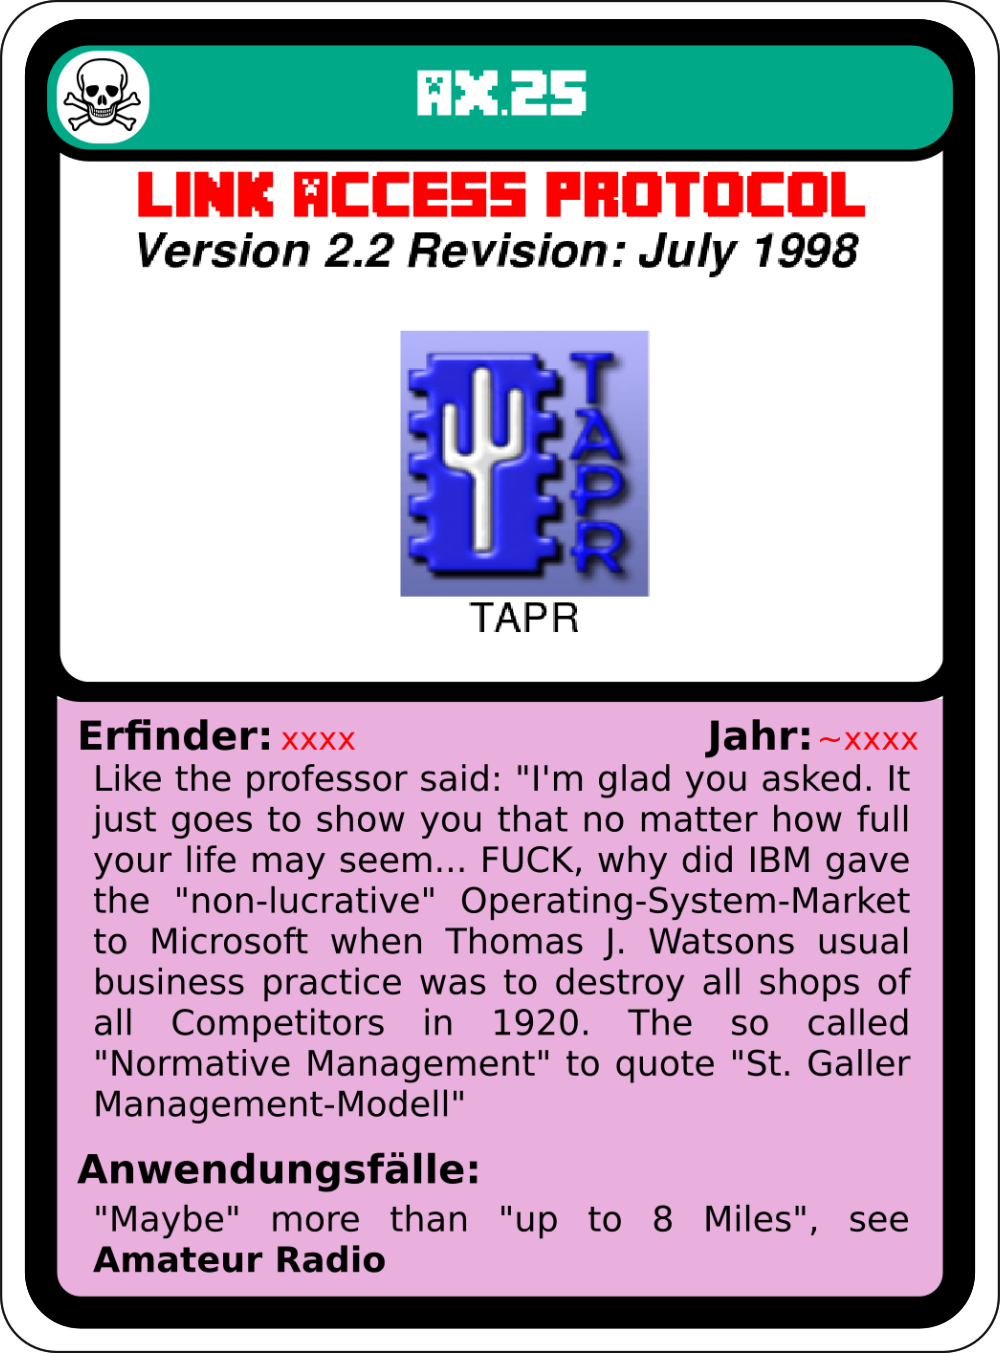 AX.25
LINK ACCESS PROTOCOL
Version 2.2 Revision: July 1998
TAPR
TAPR
Erfinder: xxxx Jahr: ~xxxx
Like the professor said: "I'm glad you asked. It
just goes to show you that no matter how full
your life may seem... FUCK, why did IBM gave
the "non-lucrative" Operating-System-Market
to Microsoft when Thomas J. Watsons usual
business practice was to destroy all shops of
all Competitors in 1920. The so called
"Normative Management" to quote "St. Galler
Management-Modell"
Anwendungsfälle:
"Maybe" more than "up to 8 Miles", see
Amateur Radio